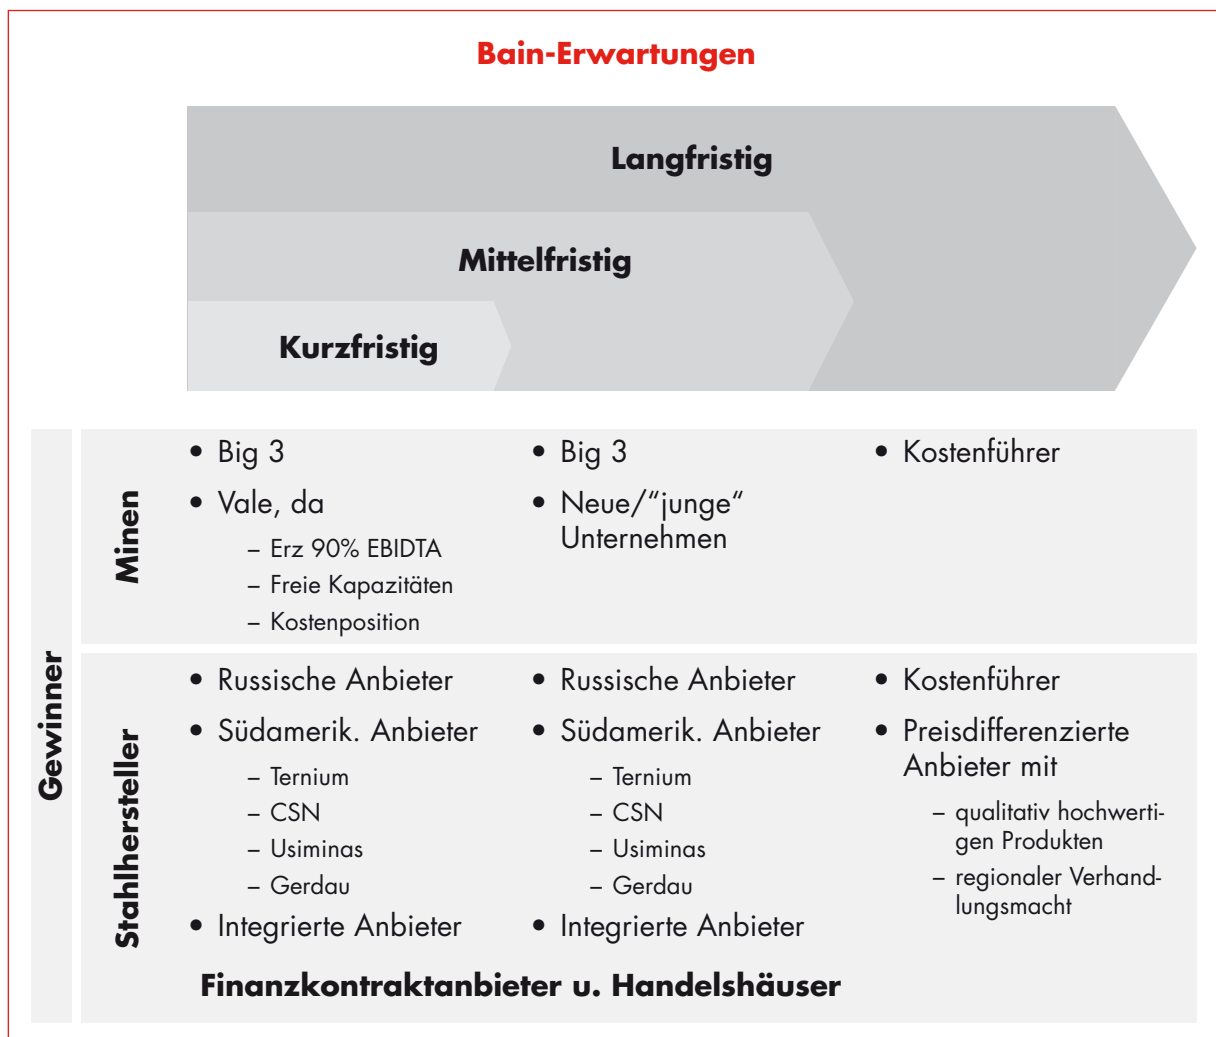 Bain-Erwartungen
Langfristig
Mittelfristig
Kurzfristig
Gewinner
Minen
• Big 3
• Vale, da
– Erz 90% EBIDTA
– Freie Kapazitäten
– Kostenposition
• Big 3
• Neue/“junge“
Unternehmen
• Kostenführer
Stahlhersteller
• Russische Anbieter
• Südamerik. Anbieter
– Ternium
– CSN
– Usiminas
– Gerdau
• Integrierte Anbieter
• Russische Anbieter
• Südamerik. Anbieter
– Ternium
– CSN
– Usiminas
– Gerdau
• Integrierte Anbieter
• Kostenführer
• Preisdifferenzierte
Anbieter mit
– qualitativ hochwerti-
gen Produkten
– regionaler Verhand-
lungsmacht
Finanzkontraktanbieter u. Handelshäuser